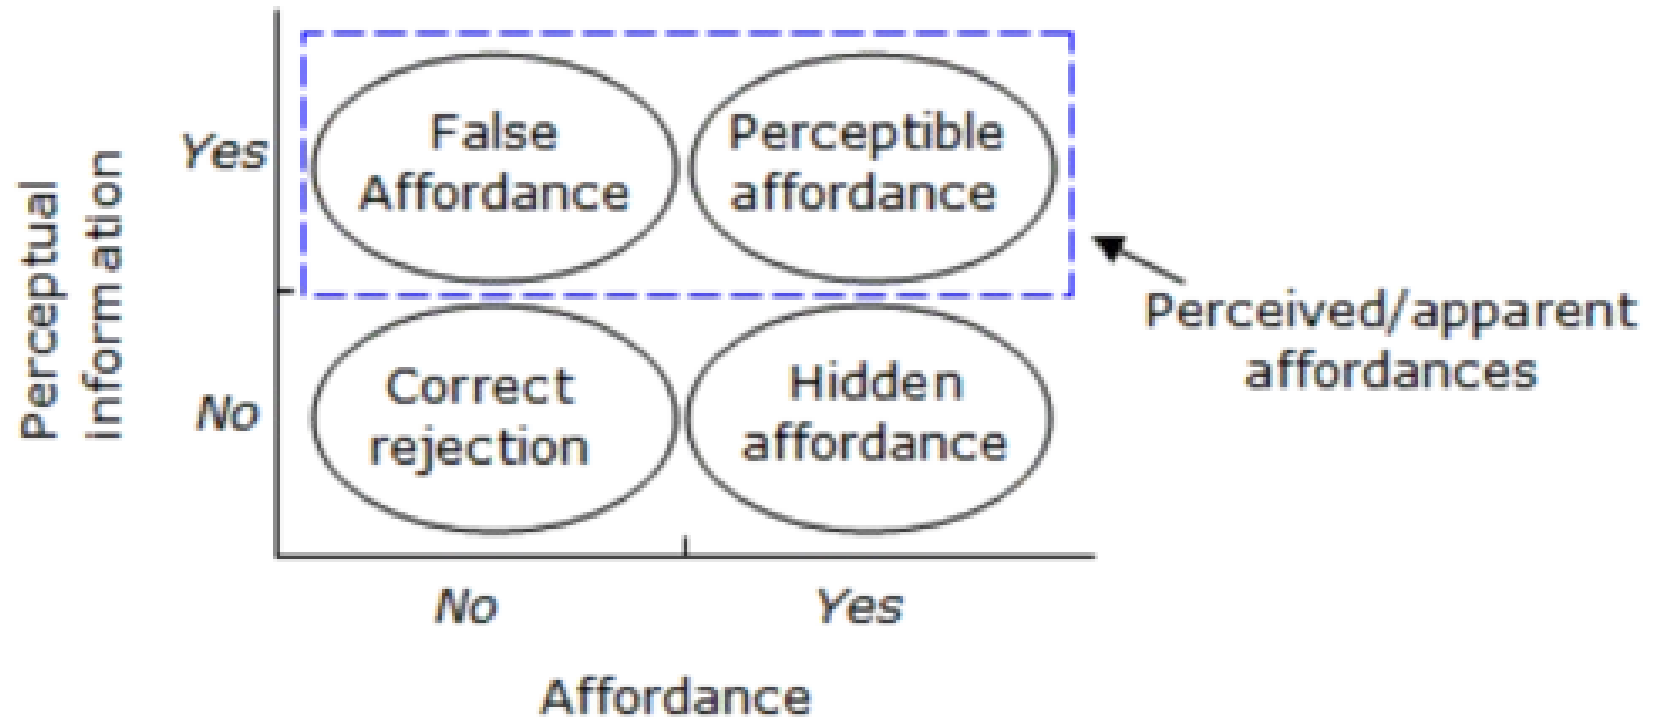 Perceptual
information
Yes
False
Affordance
Perceptible
affordance
Perceived/apparent
affordances
No
Correct
rejection
Hidden
affordance
No
Yes
Affordance